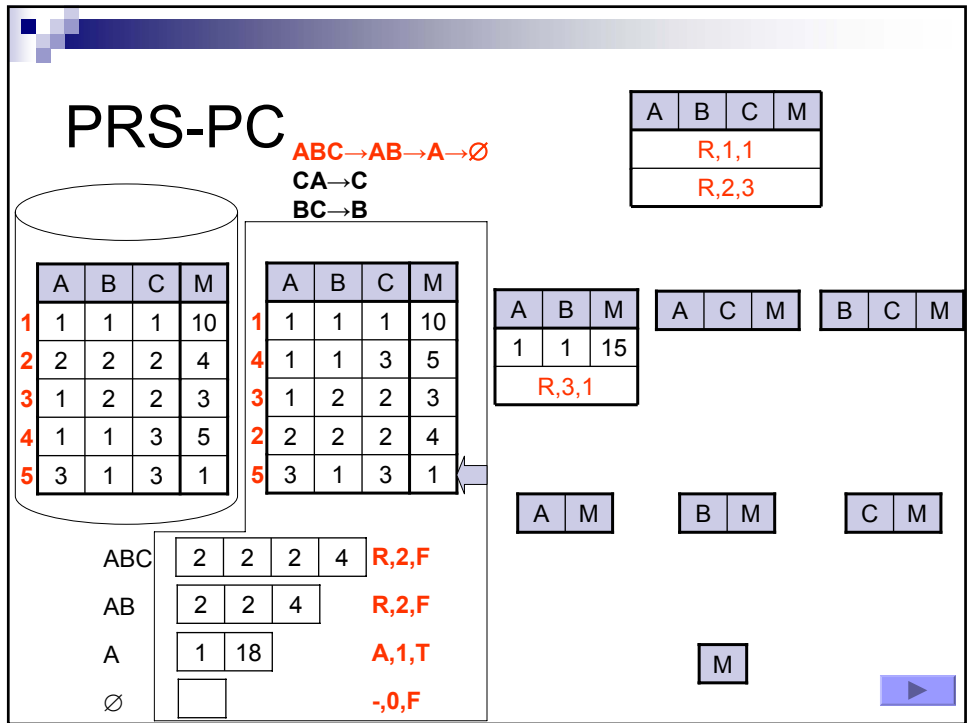 PRS-PC
ABC→AB→A→∅
CA→C
BC→B
A B C M
R,1,1
R,2,3
A B C M
1 1 1 1 10
2 2 2 2 4
3 1 2 2 3
4 1 1 3 5
5 3 1 3 1
A B C M
1 1 1 1 10
4 1 1 3 5
3 1 2 2 3
2 2 2 2 4
5 3 1 3 1
A B M
1 1 15
R,3,1
A C M
B C M
A M
B M
C M
ABC 2 2 2 4 R,2,F
AB 2 2 4 R,2,F
A 1 18 A,1,T
∅ -,0,F
M